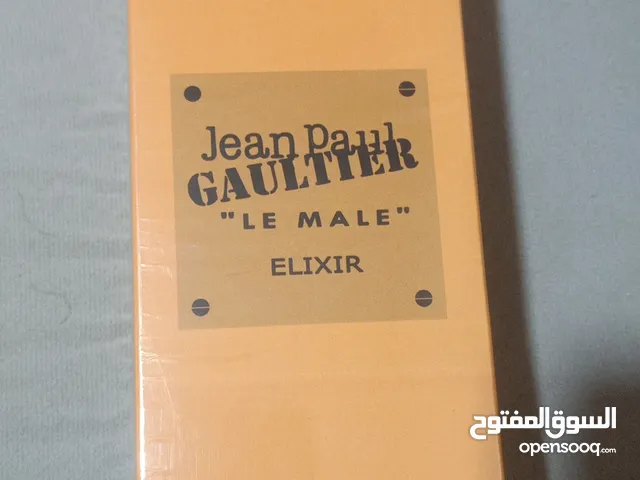 Jean Paul
GAULTIER
"LE MALE"
ELIXIR
السوق المفتوح
opensooq.com